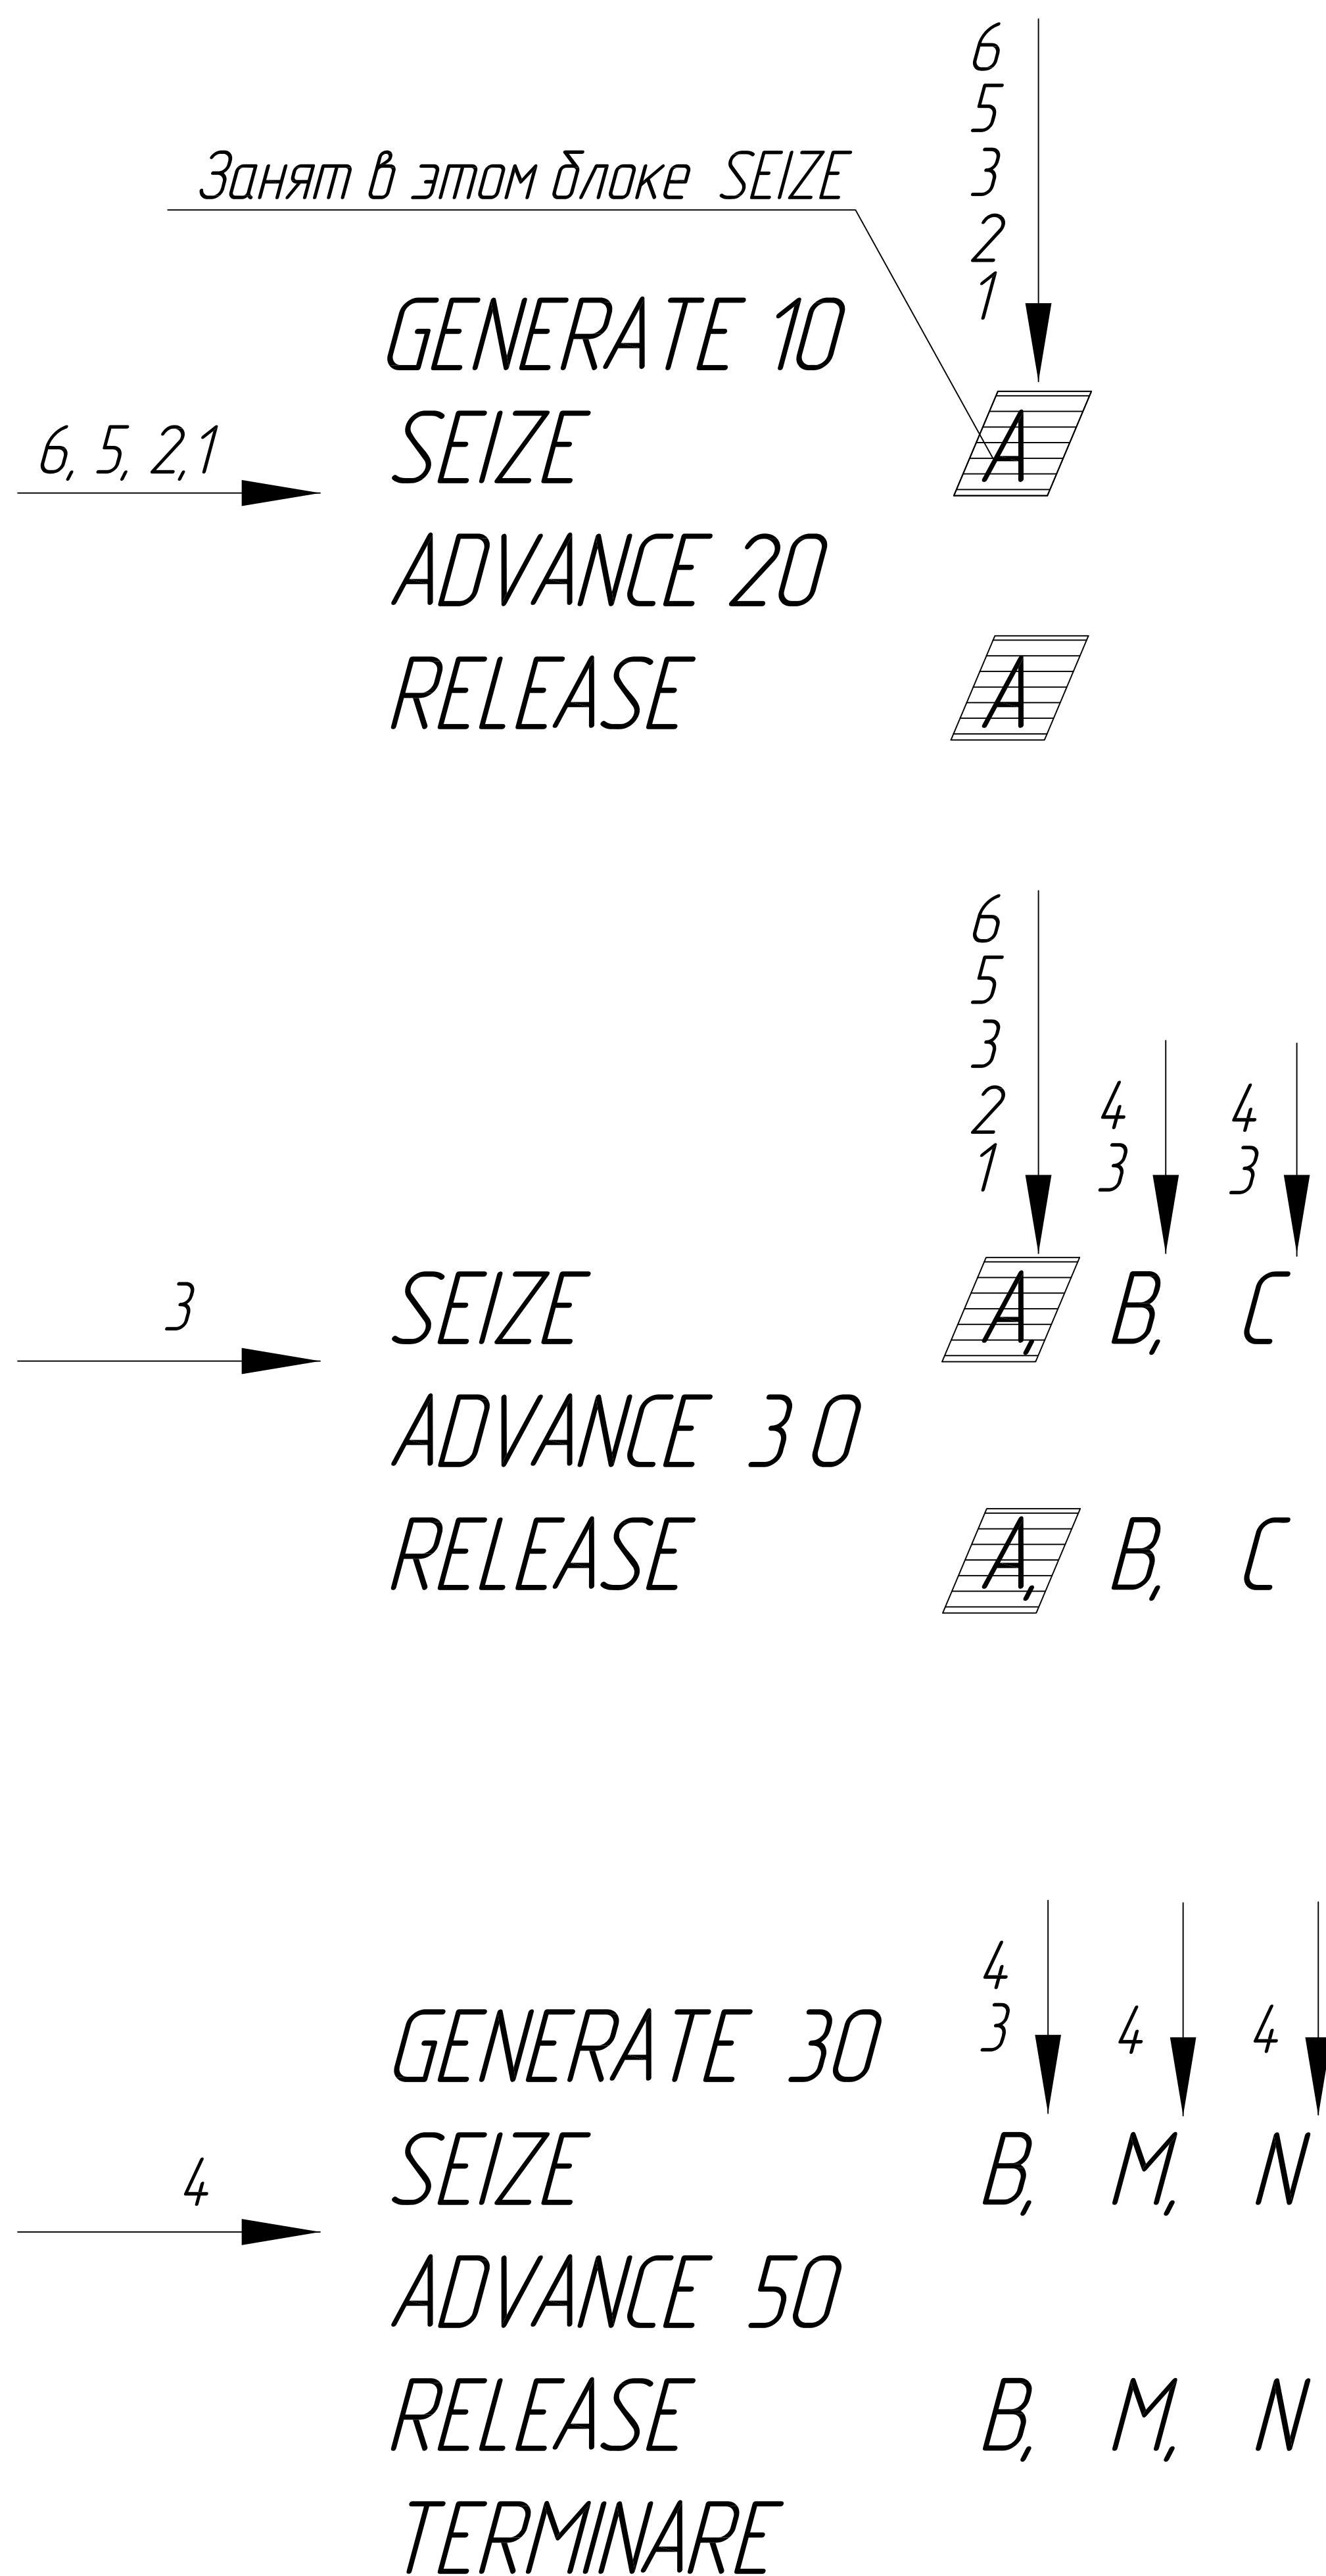 6
5
3
2
1
Занят в этом блоке SEIZE
GENERATE 10
6, 5, 2,1
SEIZE A
ADVANCE 20
RELEASE A
6
5
3
2
1
4 4
3 3
3
SEIZE A, B, C
ADVANCE 3 0
RELEASE A, B, C
4
3 4 4
GENERATE 30
4
SEIZE B, M, N
ADVANCE 50
RELEASE B, M, N
TERMINARE